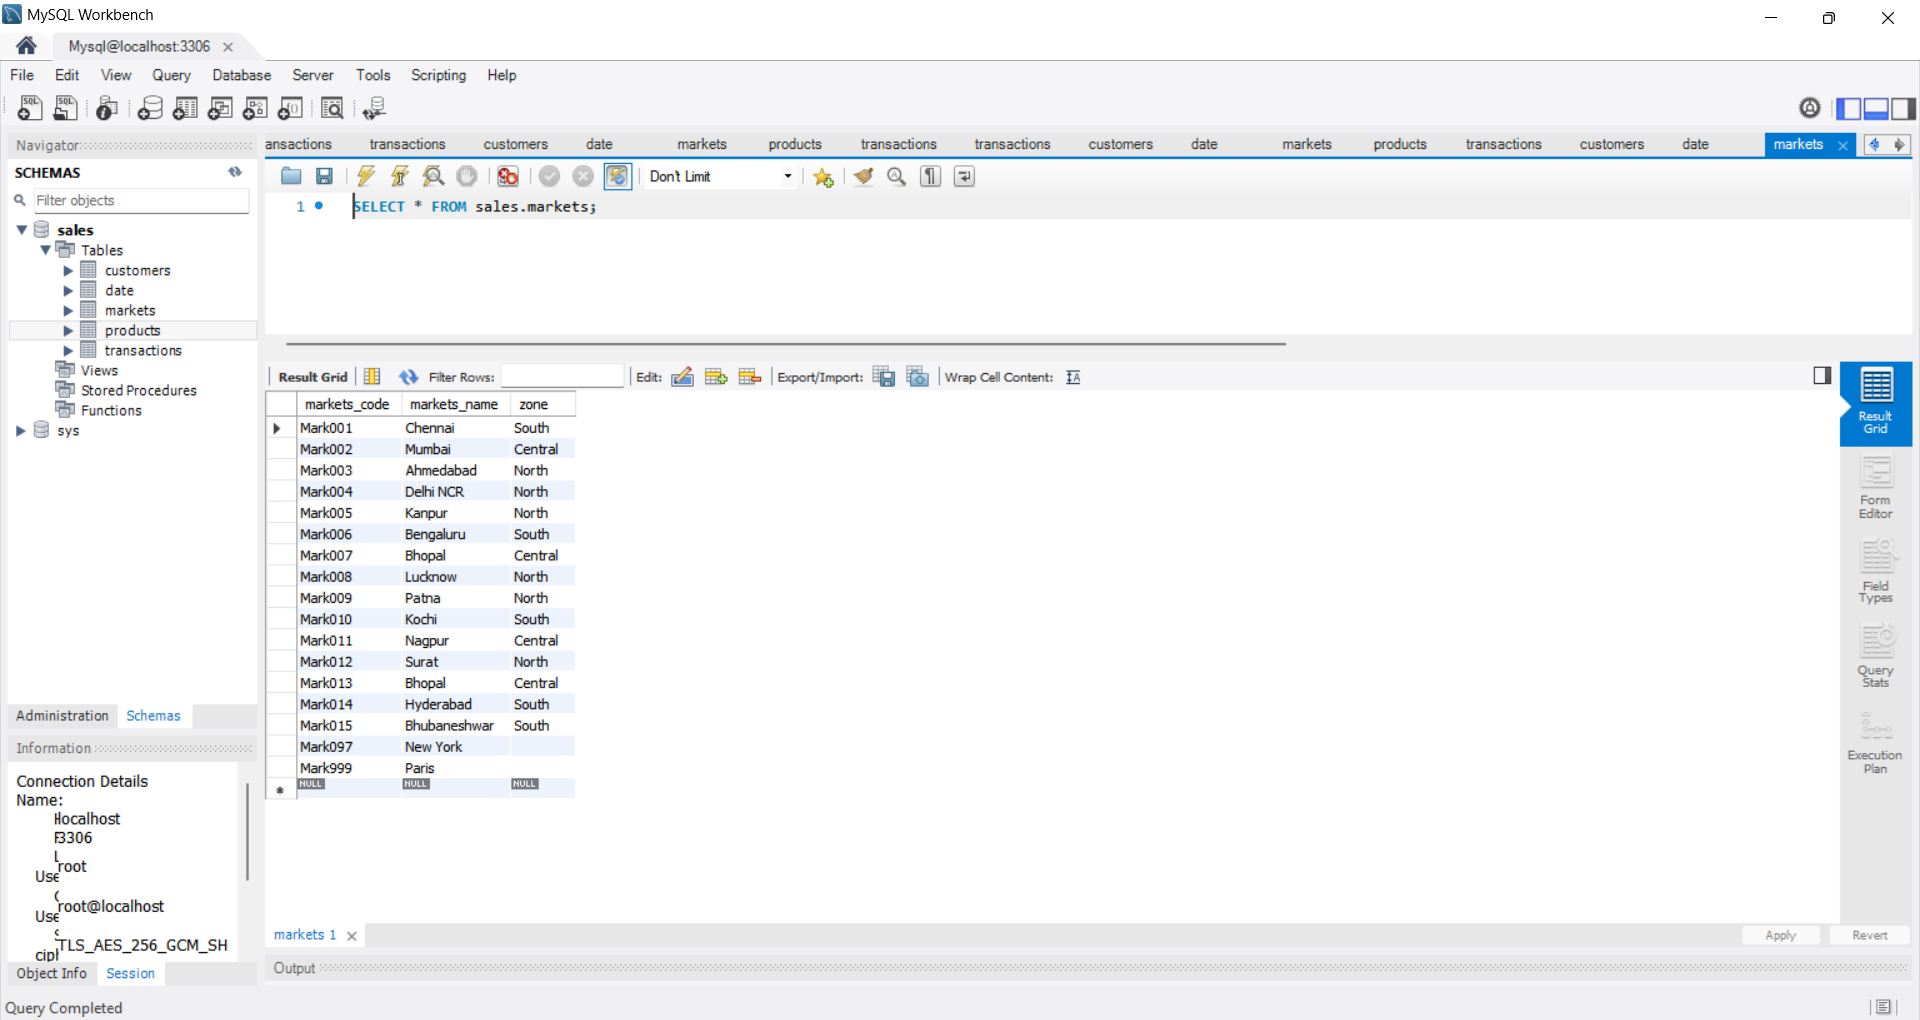 MySQL Workbench
Mysql@localhost:3306
File Edit View Query Database Server Tools Scripting Help
Navigator
SCHEMAS
Filter objects
sales
Tables
customers
date
markets
products
transactions
Views
Stored Procedures
Functions
sys
Administration Schemas
Information
Connection Details
Name:
localhost
3306
root
Use
root@localhost
Use
TLS_AES_256_GCM_SH
ciph
Object Info Session
Query Completed
ansactions transactions customers date markets products transactions transactions customers date markets products transactions customers date markets
Don't Limit
1 SELECT * FROM sales.markets;
Result Grid Filter Rows: Edit: Export/Import: Wrap Cell Content:
markets_code markets_name zone
Mark001 Chennai South
Mark002 Mumbai Central
Mark003 Ahmedabad North
Mark004 Delhi NCR North
Mark005 Kanpur North
Mark006 Bengaluru South
Mark007 Bhopal Central
Mark008 Lucknow North
Mark009 Patna North
Mark010 Kochi South
Mark011 Nagpur Central
Mark012 Surat North
Mark013 Bhopal Central
Mark014 Hyderabad South
Mark015 Bhubaneshwar South
Mark097 New York
Mark999 Paris
NULL NULL NULL
Result
Grid
Form
Editor
Field
Types
Query
Stats
Execution
Plan
markets 1
Apply Revert
Output